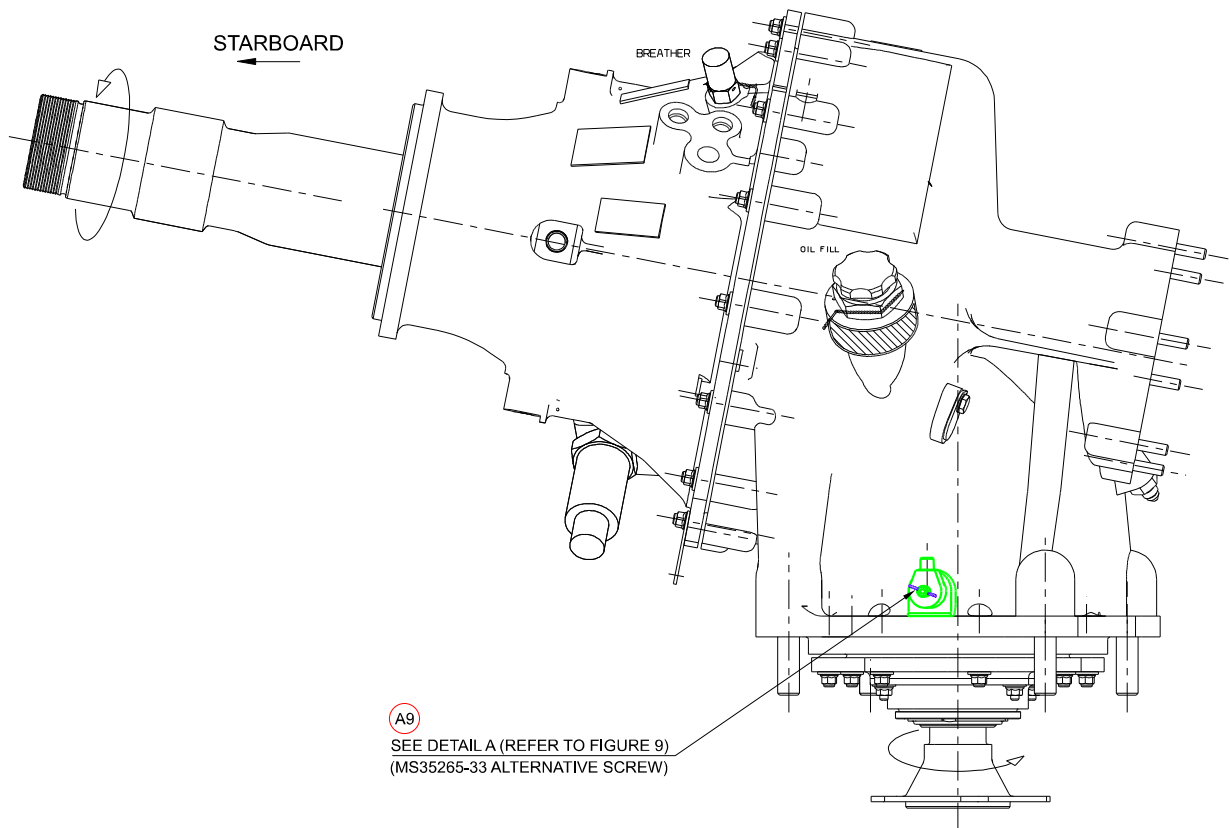 STARBOARD
BREATHER
OIL FILL
A9
SEE DETAIL A (REFER TO FIGURE 9)
(MS35265-33 ALTERNATIVE SCREW)